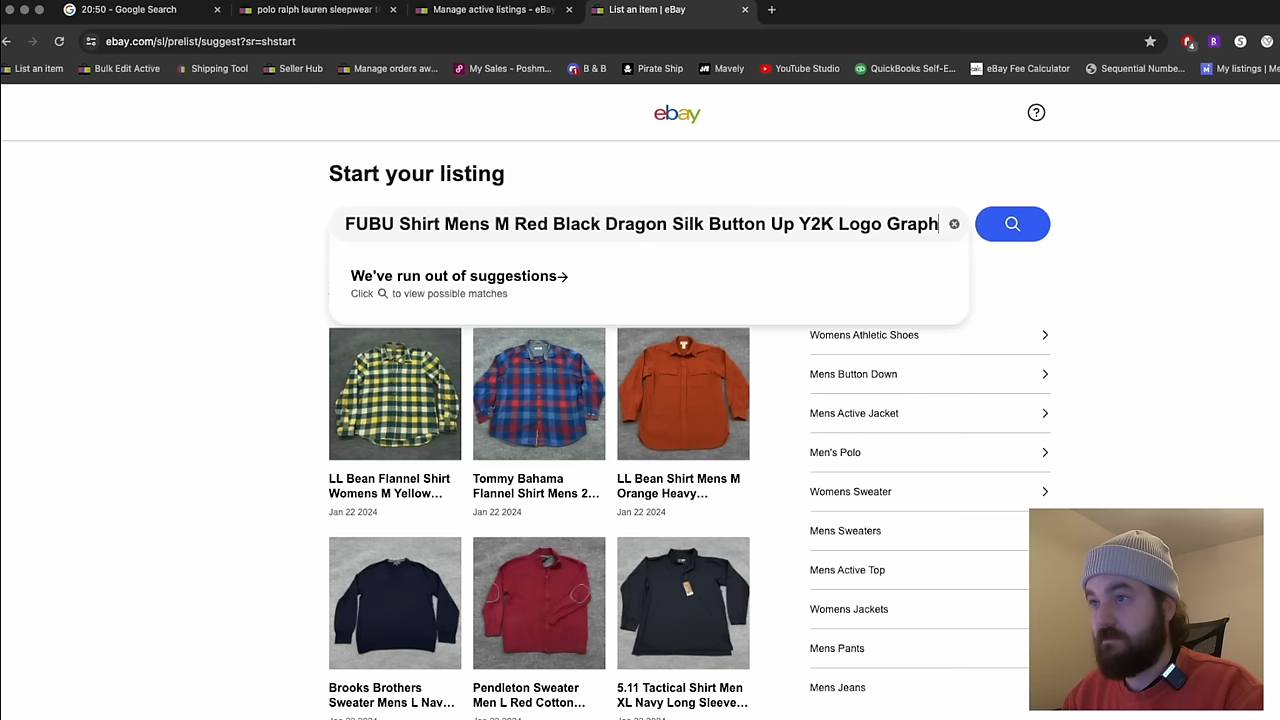 20:50 - Google Search
polo ralph lauren sleepwear
Manage active listings - eBay
List an item | eBay
ebay.com/sl/prelist/suggest?sr=shstart
4
R
S
List an item
Bulk Edit Active
Shipping Tool
Seller Hub
Manage orders aw...
My Sales – Poshm...
B & B
Pirate Ship
Mavely
YouTube Studio
QuickBooks Self-E...
eBay Fee Calculator
Sequential Numbe...
My listings | Me
ebay
Start your listing
FUBU Shirt Mens M Red Black Dragon Silk Button Up Y2K Logo Graph
We've run out of suggestions
Click to view possible matches
LL Bean Flannel Shirt
Womens M Yellow...
Jan 22 2024
Tommy Bahama
Flannel Shirt Mens 2...
Jan 22 2024
LL Bean Shirt Mens M
Orange Heavy...
Jan 22 2024
Brooks Brothers
Sweater Mens L Nav...
Pendleton Sweater
Men L Red Cotton...
5.11 Tactical Shirt Men
XL Navy Long Sleeve...
Womens Athletic Shoes
Mens Button Down
Mens Active Jacket
Men's Polo
Womens Sweater
Mens Sweaters
Mens Active Top
Womens Jackets
Mens Pants
Mens Jeans